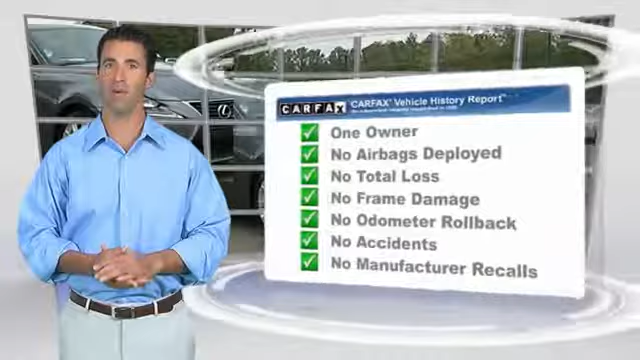 CARFAX CARFAX Vehicle History Report™
One Owner
No Airbags Deployed
No Total Loss
No Frame Damage
No Odometer Rollback
No Accidents
No Manufacturer Recalls